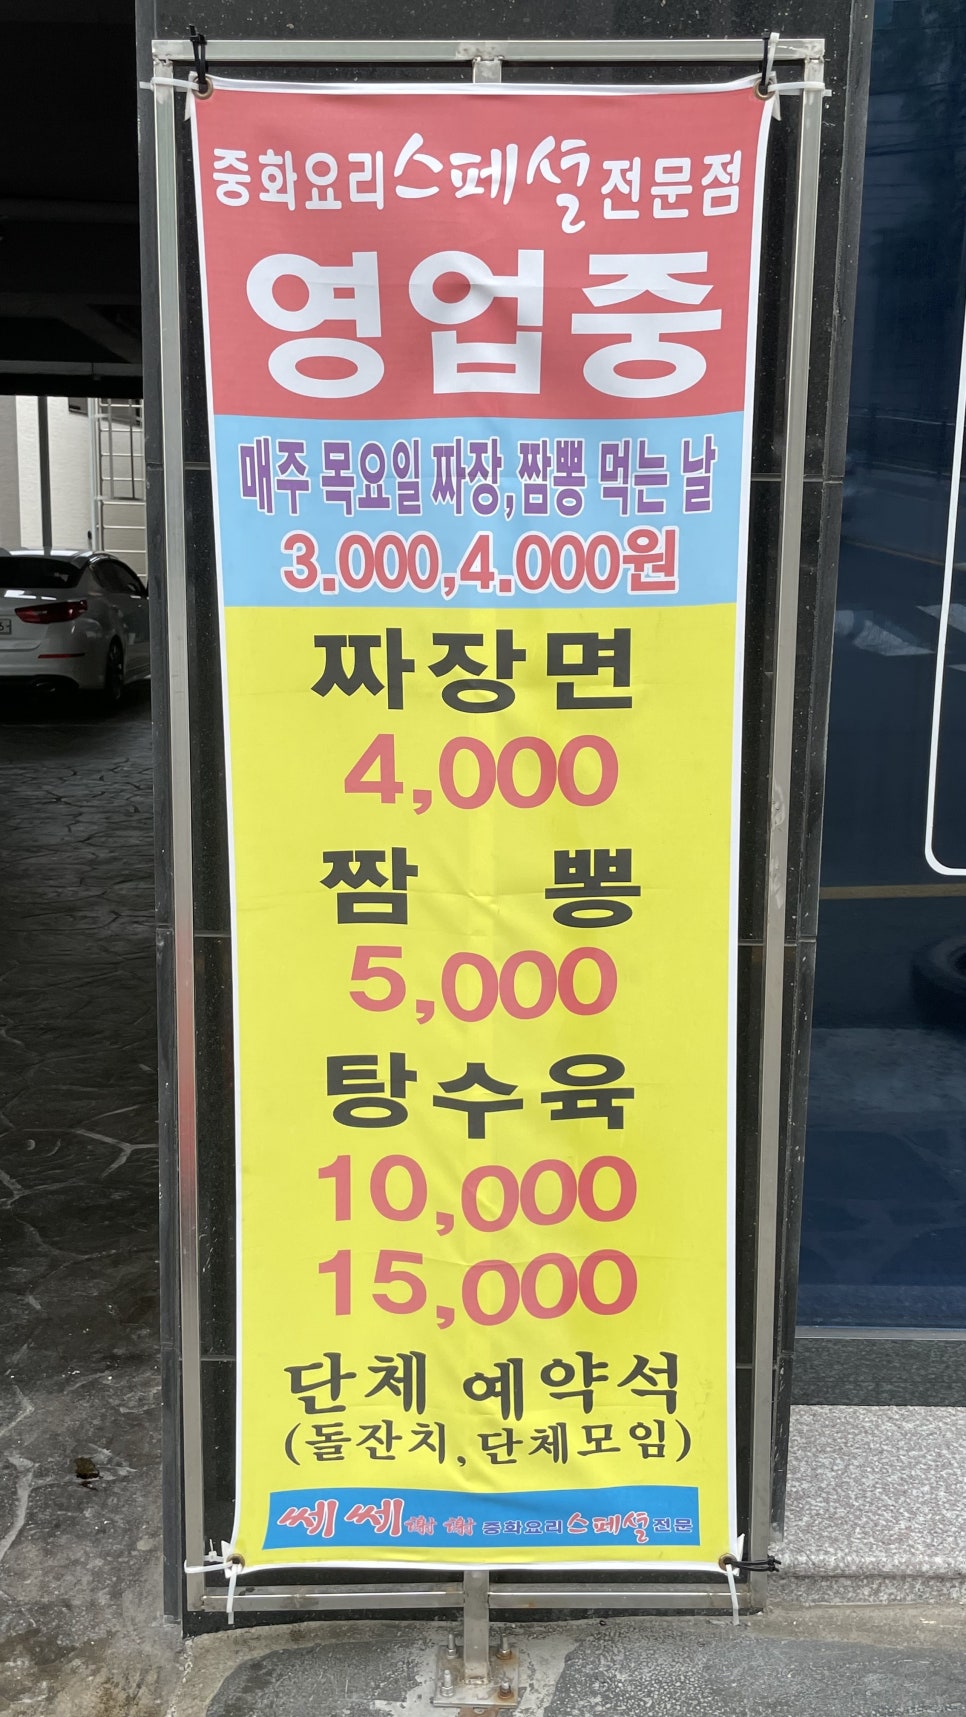 중화요리스페셜전문점
영업중
매주 목요일 짜장,짬뽕 먹는 날
3.000,4.000원
짜장면
4,000
짬 뽕
5,000
탕수육
10,000
15,000
단체 예약석
(돌잔치,단체모임)
쎄쎄謝謝 중화요리스페셜전문